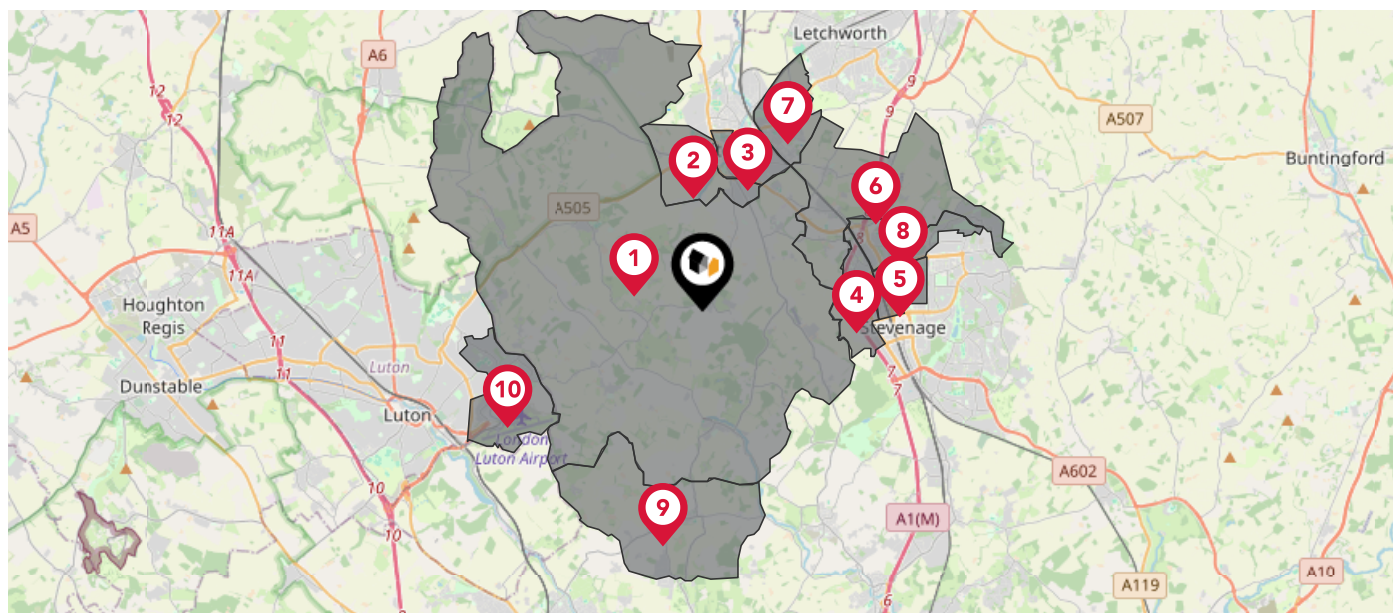 Letchworth
A6
12
12
9
9
7
A507
2
3
Buntingford
6
A505
A5
11A
11A
8
8
1
5
4
Houghton
Regis
Stevenage
11
11
Luton
7
7
Dunstable
10
Luton
London
Luton Airport
A602
10
10
9
A1(M)
A119
A10
6